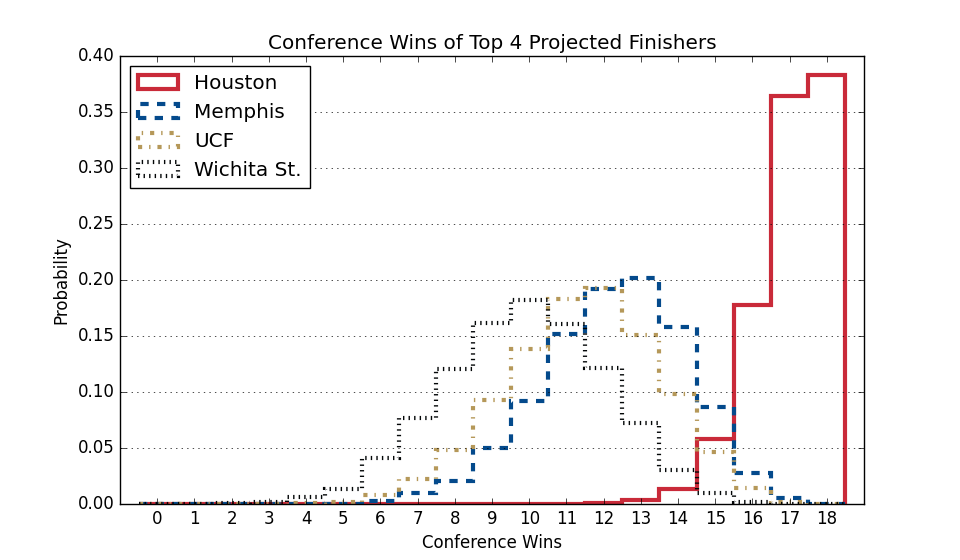 Conference Wins of Top 4 Projected Finishers
Houston
Memphis
UCF
Wichita St.
0.40
0.35
0.30
0.25
0.20
0.15
0.10
0.05
0.00
Probability
0 1 2 3 4 5 6 7 8 9 10 11 12 13 14 15 16 17 18
Conference Wins